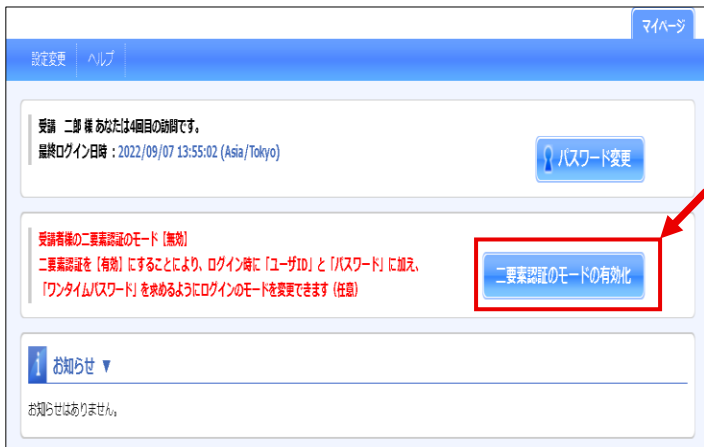 マイページ
設定変更 ヘルプ
受講 二郎 様 あなたは4回目の訪問です。
最終ログイン日時 : 2022/09/07 13:55:02 (Asia/Tokyo)
パスワード変更
受講者様の二要素認証のモード【無効】
二要素認証を【有効】にすることにより、ログイン時に「ユーザID」と「パスワード」に加え、
「ワンタイムパスワード」を求めるようにログインのモードを変更できます（任意）
二要素認証のモードの有効化
i お知らせ ▼
お知らせはありません。